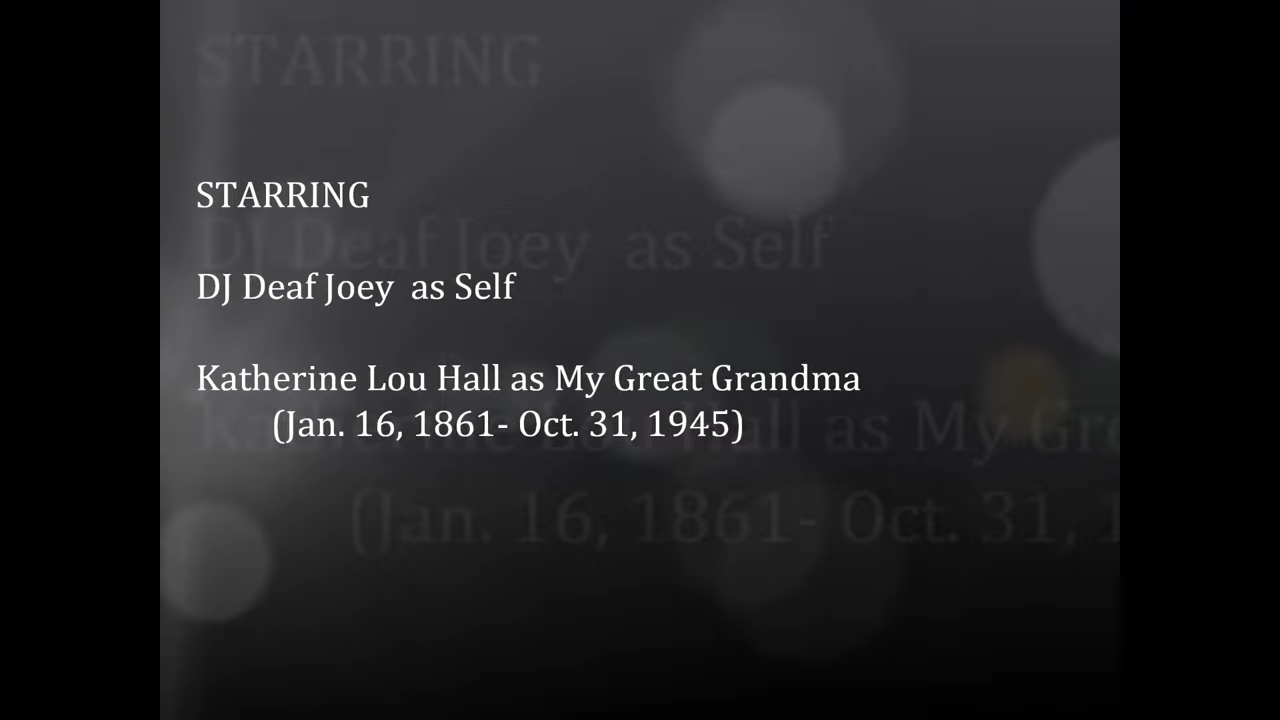 STARRING
DJ Deaf Joey  as Self
Katherine Lou Hall as My Great Grandma
(Jan. 16, 1861- Oct. 31, 1945)